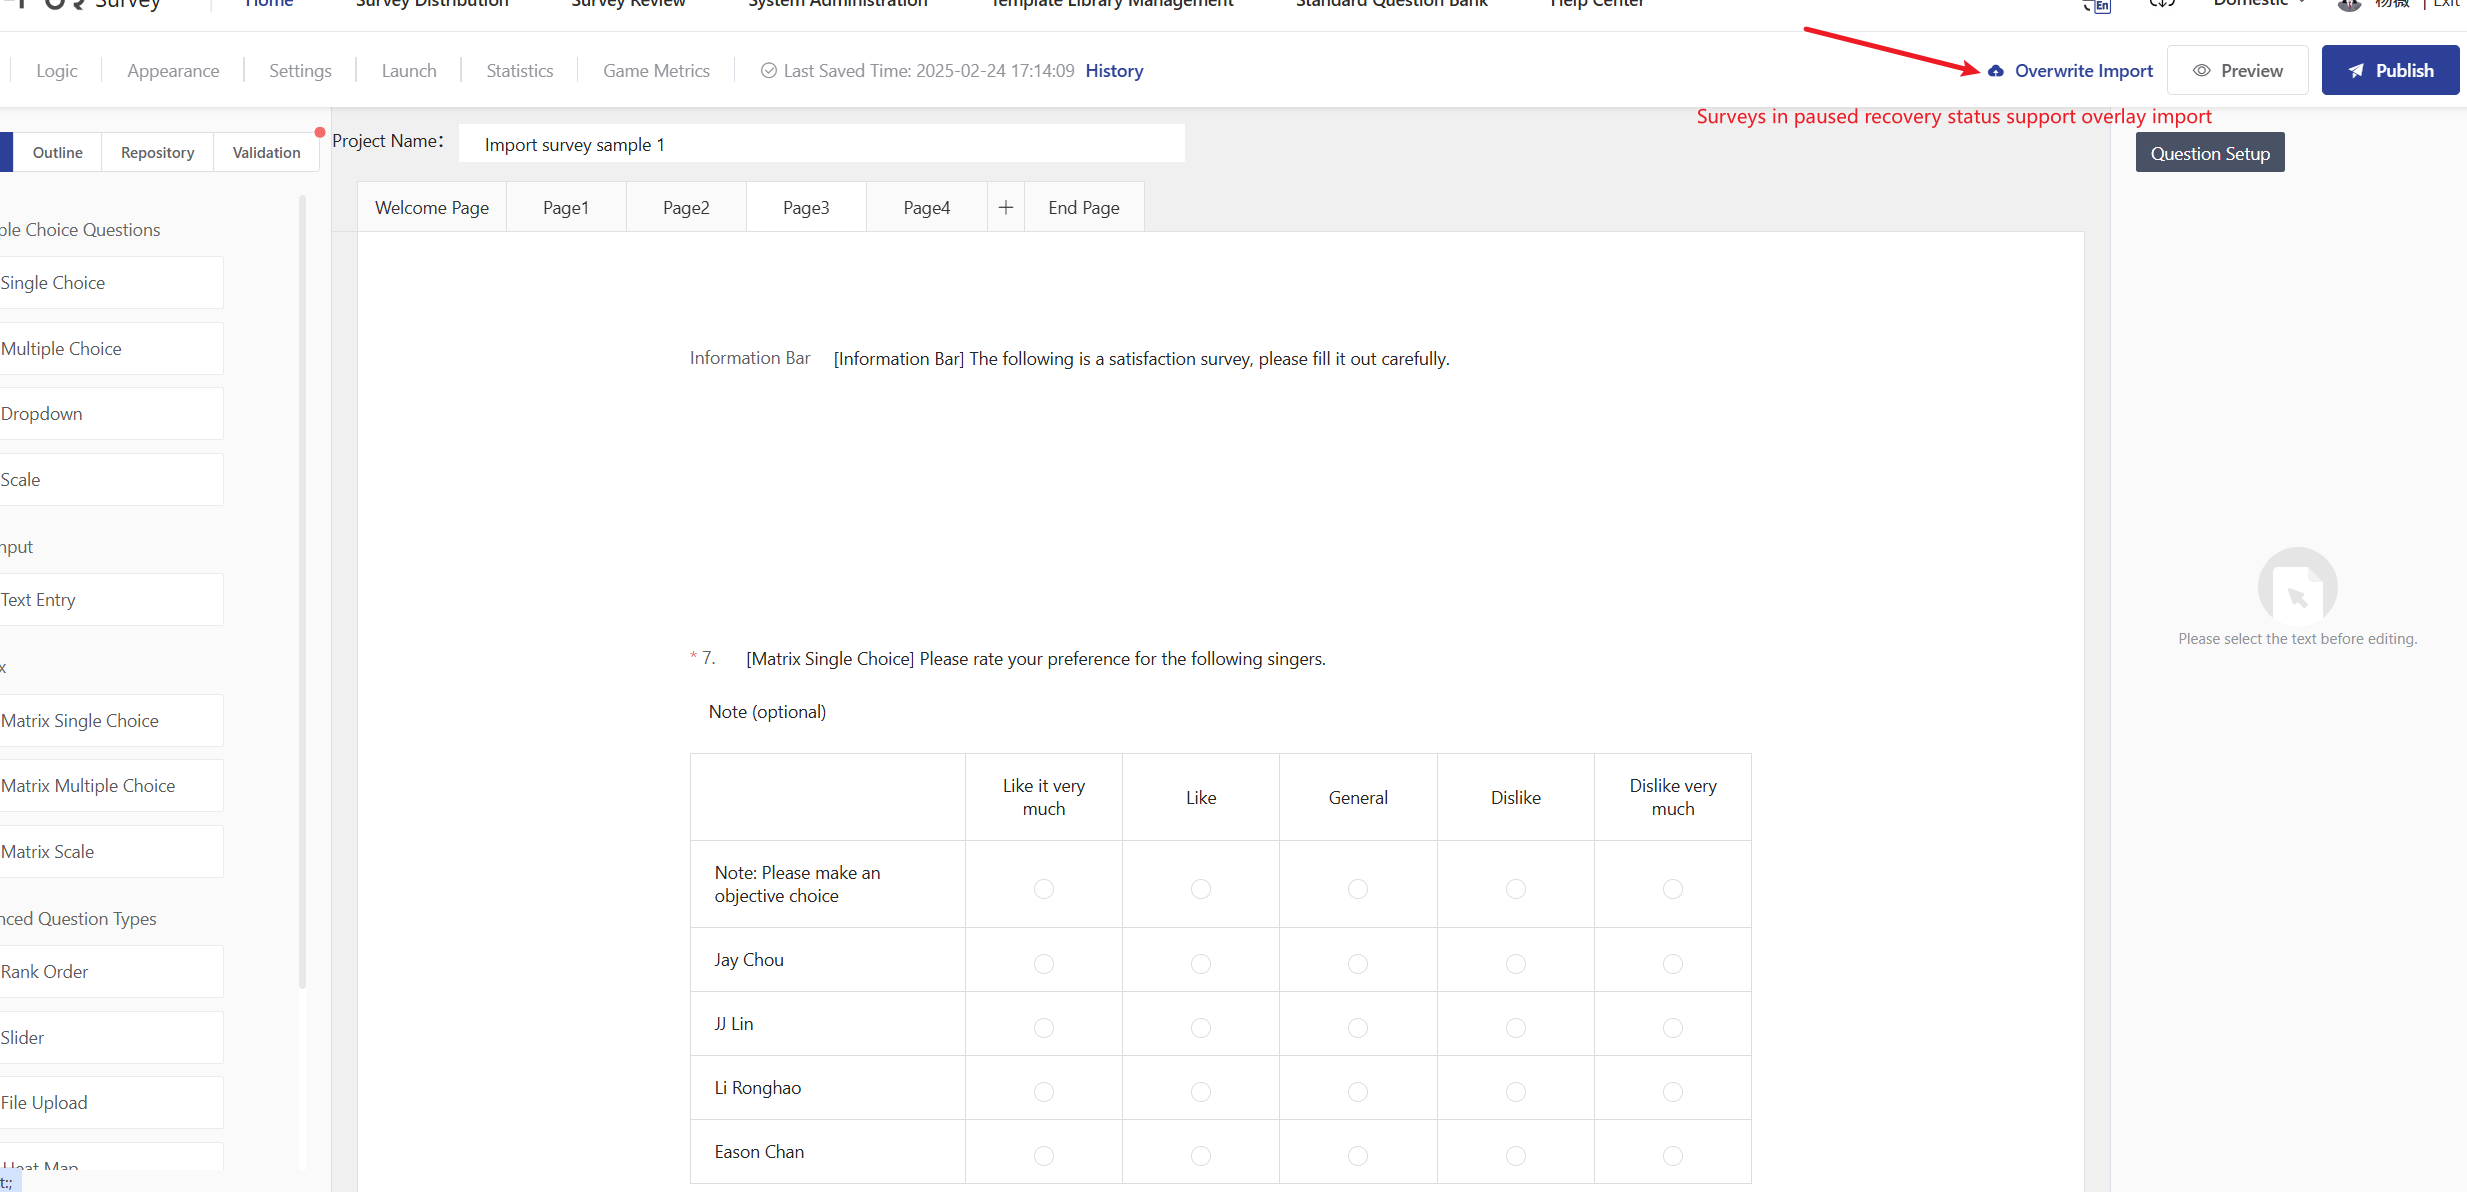 Survey
Home
Survey Distribution
Survey Review
System Administration
Template Library Management
Standard Question Bank
Help Center
En
Domestic
杨薇 | Exit
Logic
Appearance
Settings
Launch
Statistics
Game Metrics
Last Saved Time: 2025-02-24 17:14:09 History
Overwrite Import
Preview
Publish
Surveys in paused recovery status support overlay import
Outline
Repository
Validation
Project Name:
Import survey sample 1
Question Setup
Welcome Page
Page1
Page2
Page3
Page4
+
End Page
ple Choice Questions
Single Choice
Multiple Choice
Dropdown
Scale
nput
Text Entry
x
Matrix Single Choice
Matrix Multiple Choice
Matrix Scale
nced Question Types
Rank Order
Slider
File Upload
Heat Map
t:;
Information Bar
[Information Bar] The following is a satisfaction survey, please fill it out carefully.
* 7.
[Matrix Single Choice] Please rate your preference for the following singers.
Note (optional)
Like it very
much
Like
General
Dislike
Dislike very
much
Note: Please make an
objective choice
Jay Chou
JJ Lin
Li Ronghao
Eason Chan
Please select the text before editing.